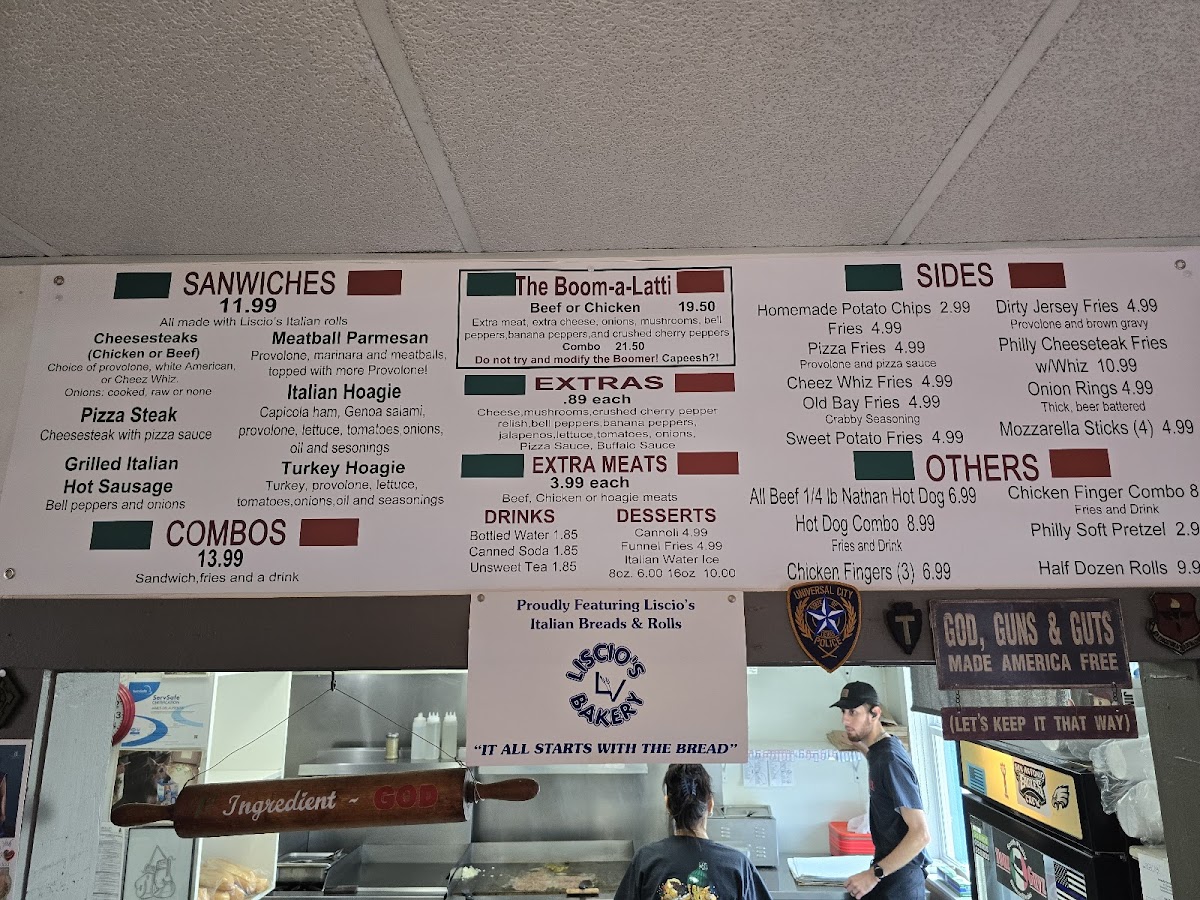 SANWICHES
11.99
All made with Liscio's Italian rolls
Cheesesteaks
(Chicken or Beef)
Choice of provolone, white American,
or Cheez Whiz.
Onions: cooked, raw or none
Pizza Steak
Cheesesteak with pizza sauce
Grilled Italian
Hot Sausage
Bell peppers and onions
Meatball Parmesan
Provolone, marinara and meatballs,
topped with more Provolone!
Italian Hoagie
Capicola ham, Genoa salami,
provolone, lettuce, tomatoes,onions,
oil and sesonings
Turkey Hoagie
Turkey, provolone, lettuce,
tomatoes,onions,oil and seasonings
COMBOS
13.99
Sandwich,fries and a drink
The Boom-a-Latti
Beef or Chicken 19.50
Extra meat, extra cheese, onions, mushrooms, bell
peppers,banana peppers,and crushed cherry peppers
Combo 21.50
Do not try and modify the Boomer! Capeesh?!
EXTRAS
.89 each
Cheese,mushrooms,crushed cherry pepper
relish,bell peppers,banana peppers,
jalapenos,lettuce,tomatoes, onions,
Pizza Sauce, Buffalo Sauce
EXTRA MEATS
3.99 each
Beef, Chicken or hoagie meats
DRINKS
Bottled Water 1.85
Canned Soda 1.85
Unsweet Tea 1.85
DESSERTS
Cannoli 4.99
Funnel Fries 4.99
Italian Water Ice
8oz. 6.00 16oz 10.00
SIDES
Homemade Potato Chips 2.99
Fries 4.99
Pizza Fries 4.99
Provolone and pizza sauce
Cheez Whiz Fries 4.99
Old Bay Fries 4.99
Crabby Seasoning
Sweet Potato Fries 4.99
Dirty Jersey Fries 4.99
Provolone and brown gravy
Philly Cheeseteak Fries
w/Whiz 10.99
Onion Rings 4.99
Thick, beer battered
Mozzarella Sticks (4) 4.99
OTHERS
All Beef 1/4 lb Nathan Hot Dog 6.99
Hot Dog Combo 8.99
Fries and Drink
Chicken Fingers (3) 6.99
Chicken Finger Combo 8
Fries and Drink
Philly Soft Pretzel 2.9
Half Dozen Rolls 9.9
Proudly Featuring Liscio's
Italian Breads & Rolls
LISCIO'S
LV
BAKERY
"IT ALL STARTS WITH THE BREAD"
UNIVERSAL CITY
POLICE
T
GOD, GUNS & GUTS
MADE AMERICA FREE
(LET'S KEEP IT THAT WAY)
ServSafe
Ingredient ~ GOD